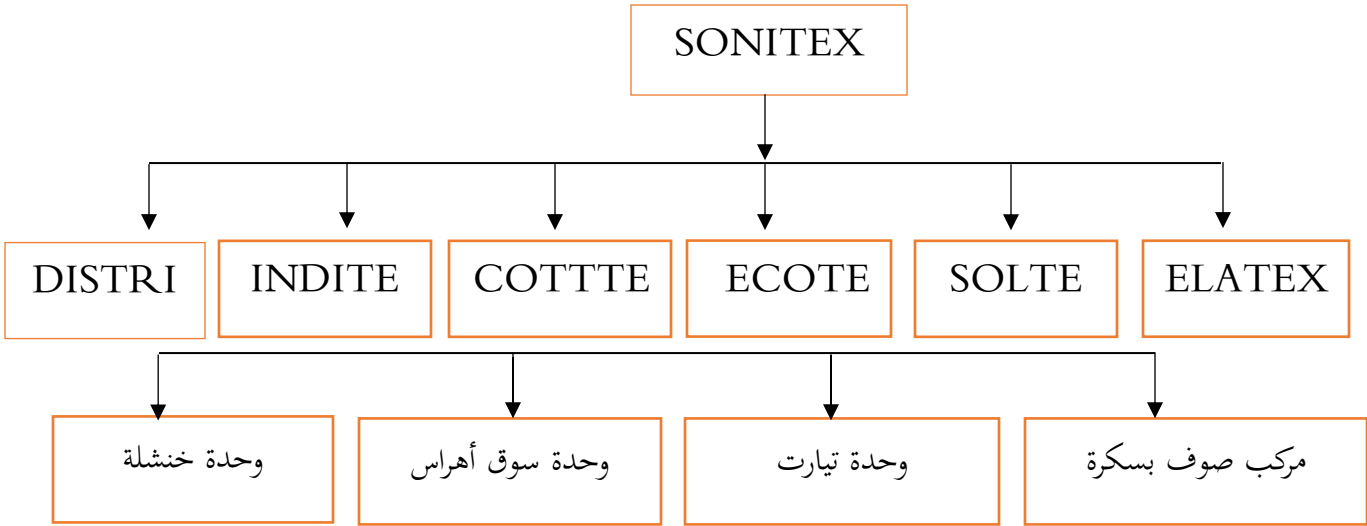 SONITEX
DISTRI
INDITE
COTTTE
ECOTE
SOLTE
ELATEX
مركب صوف بسكرة
وحدة تيارت
وحدة سوق أهراس
وحدة خنشلة